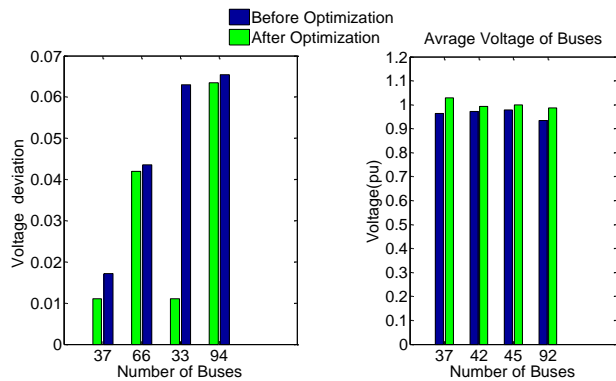 Before Optimization
After Optimization
Avrage Voltage of Buses
0.07
0.06
0.05
0.04
0.03
0.02
0.01
0
Voltage deviation
37 66 33 94
Number of Buses
1.2
1.1
1
0.9
0.8
0.7
0.6
0.5
0.4
0.3
0.2
0.1
0
Voltage(pu)
37 42 45 92
Number of Buses